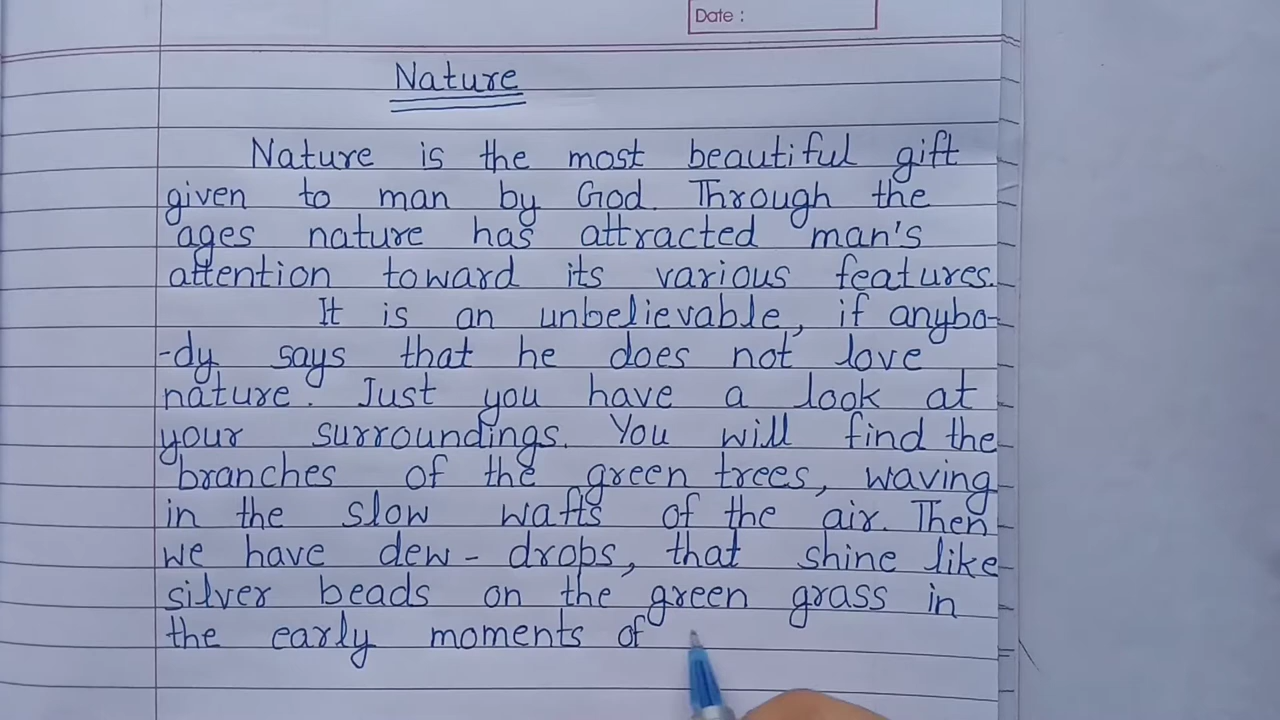 Date :
Nature
Nature is the most beautiful gift
given to man by God. Through the
ages nature has attracted man's
attention toward its various features.
It is an unbelievable, if anybo-
-dy says that he does not love
nature. Just you have a look at
your surroundings. You will find the
branches of the green trees, waving
in the slow wafts of the air. Then
we have dew - drops, that shine like
silver beads on the green grass in
the early moments of